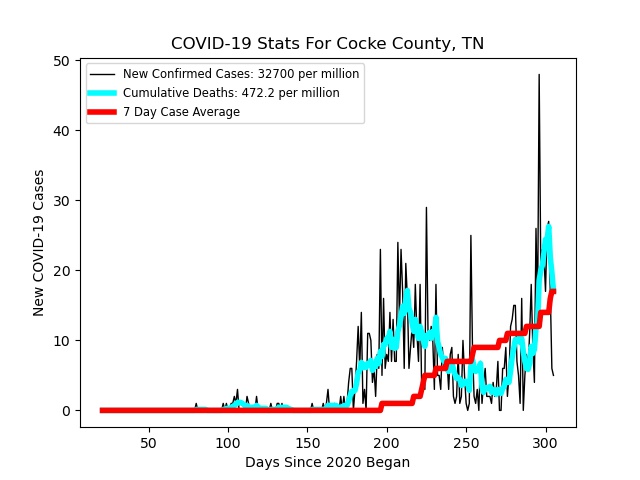 COVID-19 Stats For Cocke County, TN
New Confirmed Cases: 32700 per million
Cumulative Deaths: 472.2 per million
7 Day Case Average
New COVID-19 Cases
50
40
30
20
10
0
50 100 150 200 250 300
Days Since 2020 Began